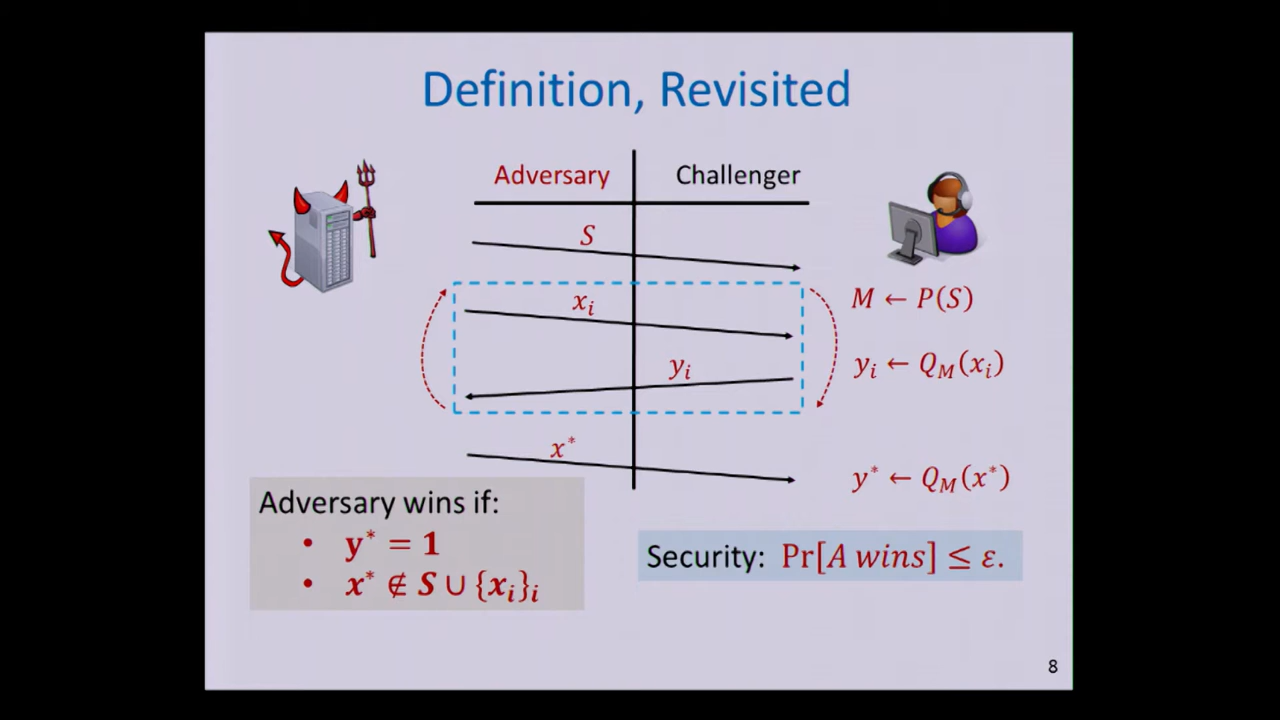 Definition, Revisited
Adversary Challenger
S
M ← P(S)
x_i
y_i
y_i ← Q_M(x_i)
x*
y* ← Q_M(x*)
Adversary wins if:
• y* = 1
• x* ∉ S ∪ {x_i}_i
Security: Pr[A wins] ≤ ε.
8